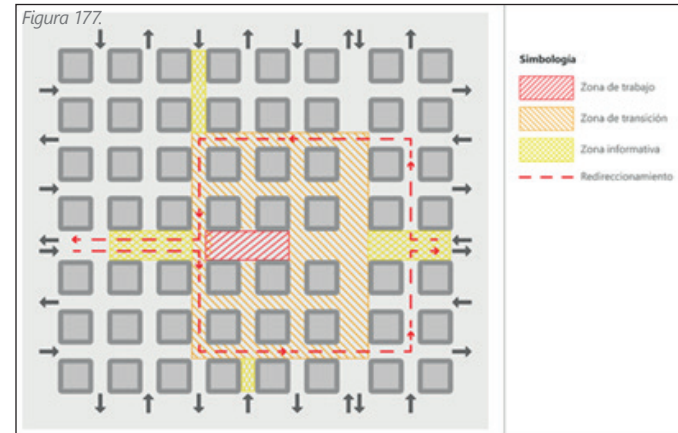 Figura 177.
Simbología
Zona de trabajo
Zona de transición
Zona informativa
Redireccionamiento